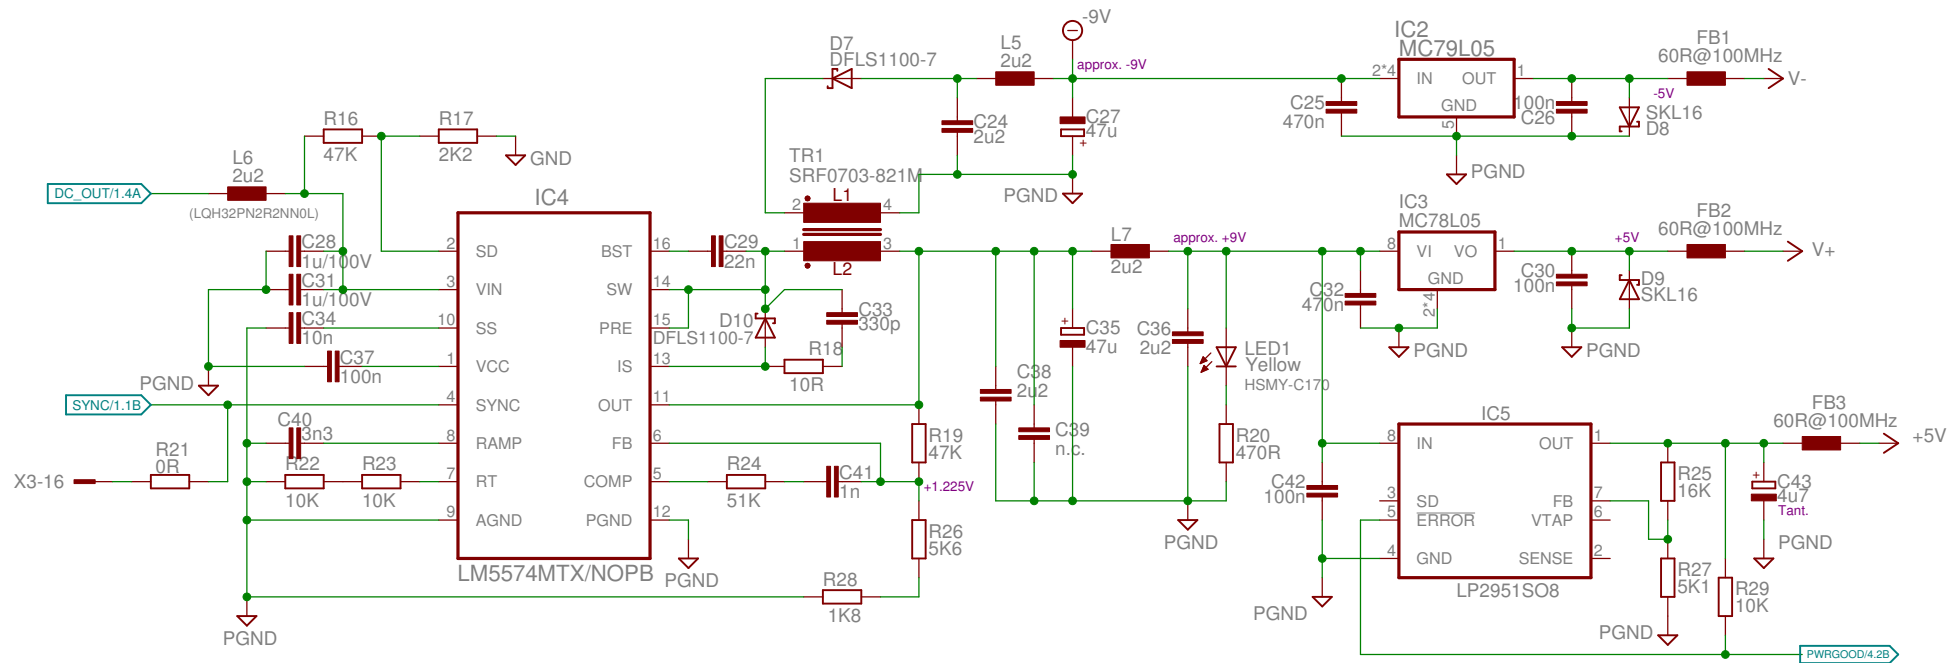 -9V
approx. -9V
D7
DFLS1100-7
L5
2u2
C24
2u2
C27
47u
+
PGND
IC2
MC79L05
2*4
IN
OUT
1
GND
5
C25
470n
100n
C26
-5V
SKL16
D8
FB1
60R@100MHz
V-
PGND
R16
47K
R17
2K2
GND
L6
2u2
DC_OUT/1.4A
(LQH32PN2R2NN0L)
TR1
SRF0703-821M
2
L1
4
1
L2
3
IC4
2
SD
3
VIN
10
SS
1
VCC
4
SYNC
8
RAMP
7
RT
9
AGND
BST
16
SW
14
PRE
15
IS
13
OUT
11
FB
6
COMP
5
PGND
12
LM5574MTX/NOPB
C28
1u/100V
C31
1u/100V
C34
10n
C37
100n
PGND
SYNC/1.1B
C40
3n3
R21
0R
X3-16
R22
10K
R23
10K
PGND
C29
22n
D10
DFLS1100-7
C33
330p
R18
10R
R24
51K
C41
1n
R19
47K
+1.225V
R26
5K6
R28
1K8
PGND
L7
2u2
approx. +9V
C38
2u2
C39
n.c.
+
C35
47u
C36
2u2
LED1
Yellow
HSMY-C170
R20
470R
PGND
IC3
MC78L05
8
VI
VO
1
GND
2*4
C32
470n
PGND
C30
100n
+5V
D9
SKL16
PGND
FB2
60R@100MHz
V+
IC5
8
IN
3
SD
5
ERROR
4
GND
OUT
1
FB
7
VTAP
6
SENSE
2
LP2951SO8
C42
100n
PGND
R25
16K
R27
5K1
PGND
R29
10K
+
C43
4u7
Tant.
PGND
FB3
60R@100MHz
+5V
PWRGOOD/4.2B